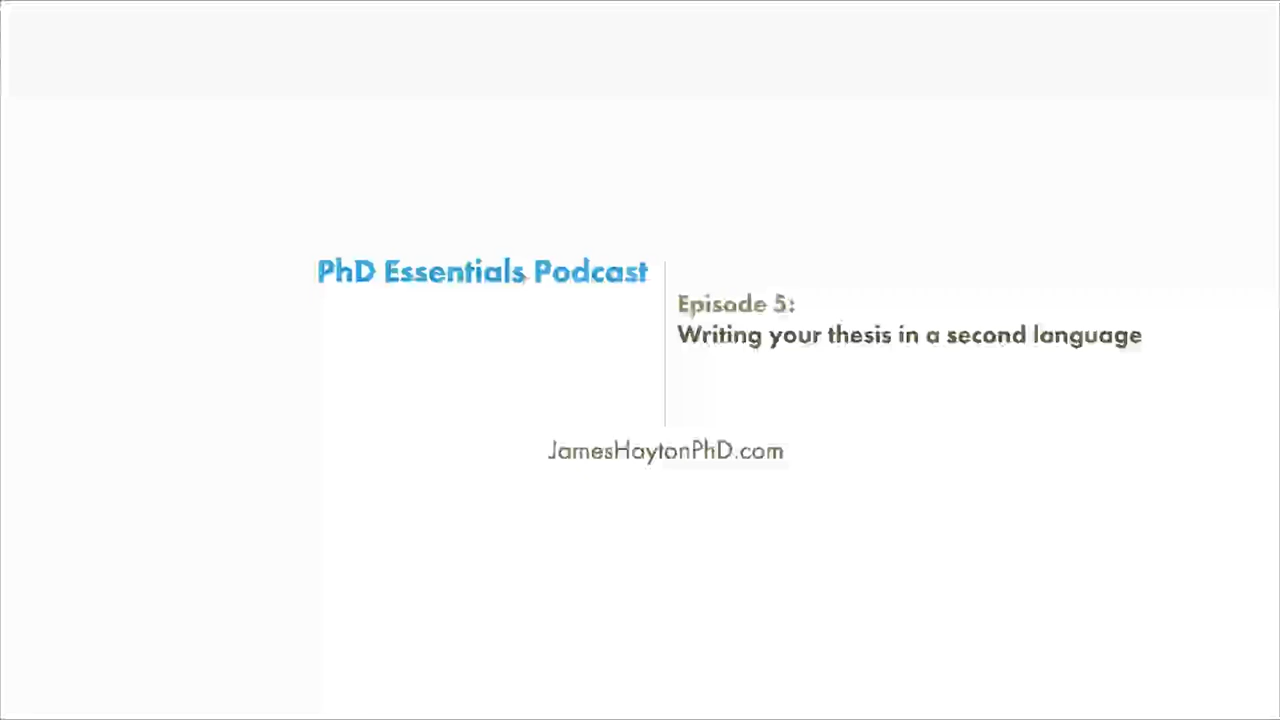 PhD Essentials Podcast
Episode 5:
Writing your thesis in a second language
JamesHaytonPhD.com